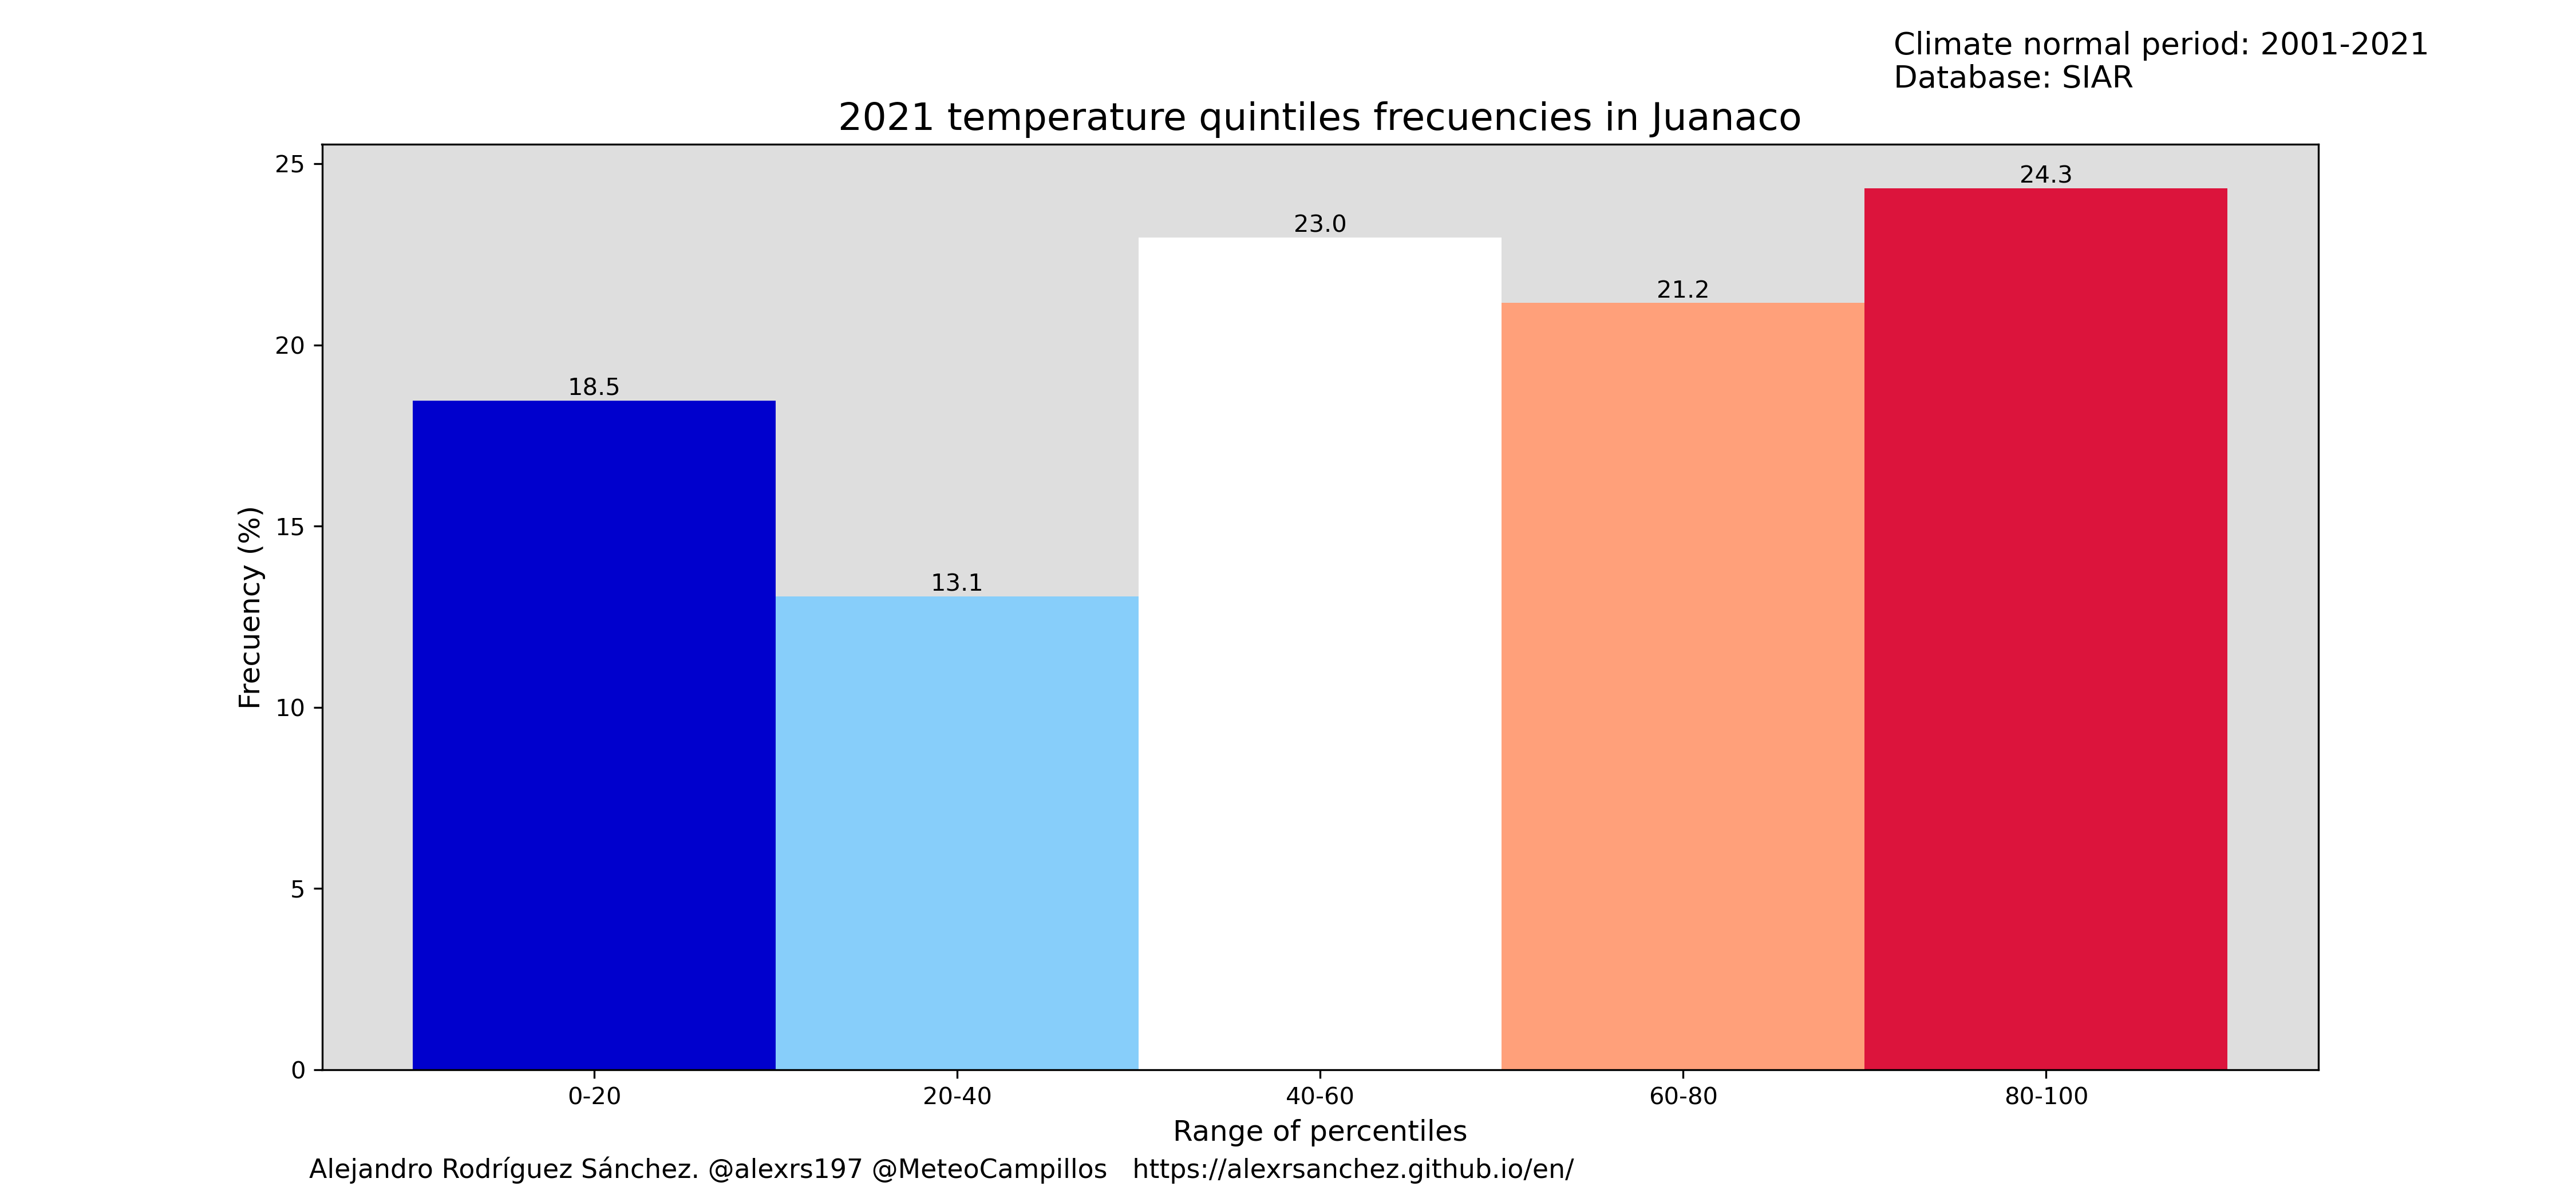 Climate normal period: 2001-2021
Database: SIAR
2021 temperature quintiles frecuencies in Juanaco
25
20
15
10
5
0
Frecuency (%)
18.5
13.1
23.0
21.2
24.3
0-20
20-40
40-60
60-80
80-100
Range of percentiles
Alejandro Rodríguez Sánchez. @alexrs197 @MeteoCampillos https://alexrsanchez.github.io/en/